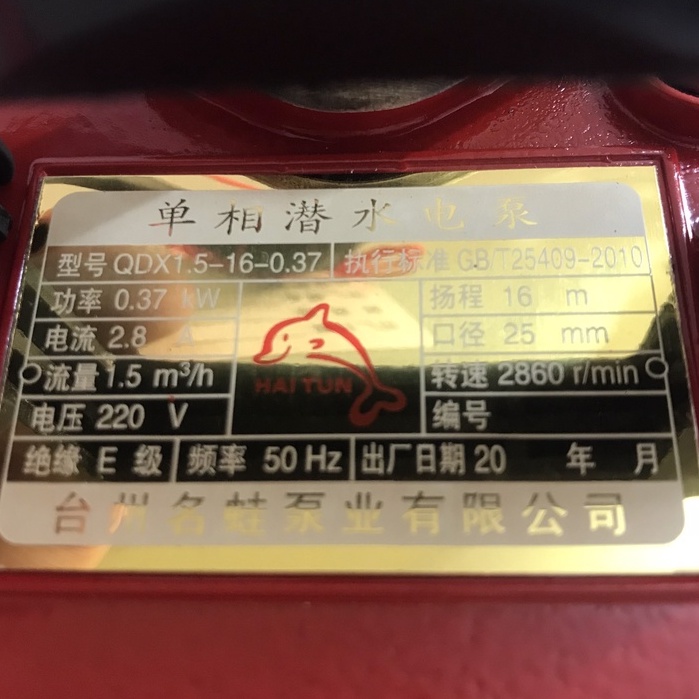 单相潜水电泵
型号 QDX1.5-16-0.37 执行标准 GB/T25409-2010
功率 0.37 kW 扬程 16 m
电流 2.8 A 口径 25 mm
HAITUN
流量 1.5 m³/h 转速 2860 r/min
电压 220 V 编号
绝缘 E 级 频率 50 Hz 出厂日期 20 年 月
台州名蛙泵业有限公司